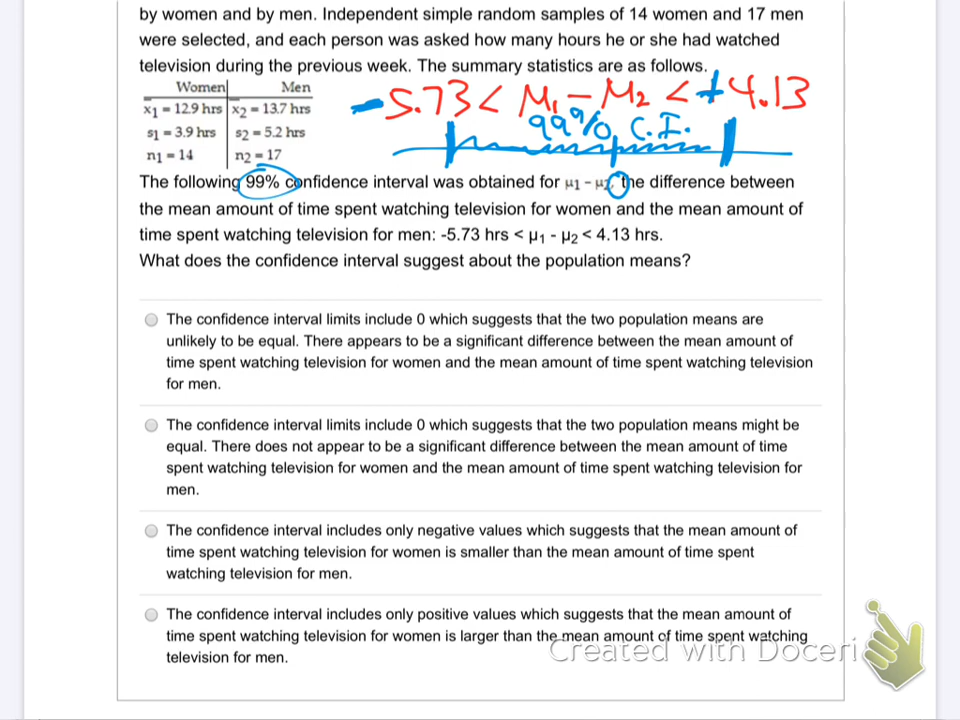 by women and by men. Independent simple random samples of 14 women and 17 men
were selected, and each person was asked how many hours he or she had watched
television during the previous week. The summary statistics are as follows.
Women Men
x̄1 = 12.9 hrs x̄2 = 13.7 hrs
s1 = 3.9 hrs s2 = 5.2 hrs
n1 = 14 n2 = 17
-5.73 < M1 - M2 < +4.13
99% C.I.
The following 99% confidence interval was obtained for μ1 - μ2, the difference between
the mean amount of time spent watching television for women and the mean amount of
time spent watching television for men: -5.73 hrs < μ1 - μ2 < 4.13 hrs.
What does the confidence interval suggest about the population means?
The confidence interval limits include 0 which suggests that the two population means are
unlikely to be equal. There appears to be a significant difference between the mean amount of
time spent watching television for women and the mean amount of time spent watching television
for men.
The confidence interval limits include 0 which suggests that the two population means might be
equal. There does not appear to be a significant difference between the mean amount of time
spent watching television for women and the mean amount of time spent watching television for
men.
The confidence interval includes only negative values which suggests that the mean amount of
time spent watching television for women is smaller than the mean amount of time spent
watching television for men.
The confidence interval includes only positive values which suggests that the mean amount of
time spent watching television for women is larger than the mean amount of time spent watching
television for men.
Created with Doceri